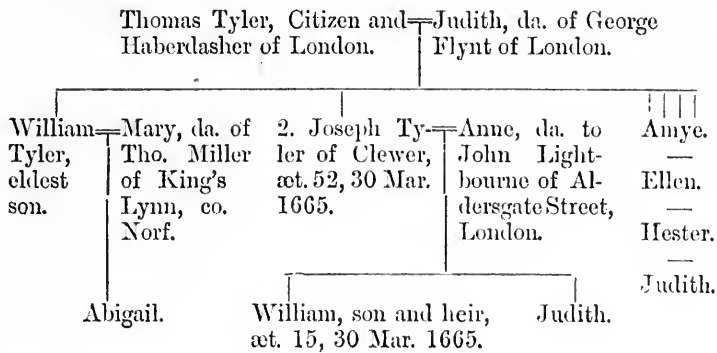 Thomas Tyler, Citizen and Haberdasher of London.
Judith, da. of George Flynt of London.
William Tyler, eldest son.
Mary, da. of Tho. Miller of King's Lynn, co. Norf.
2. Joseph Ty-
ler of Clewer,
æt. 52, 30 Mar.
1665.
Anne, da. to
John Light-
bourne of Al-
dersgate Street,
London.
Amye.
—
Ellen.
—
Hester.
—
Judith.
Abigail.
William, son and heir,
æt. 15, 30 Mar. 1665.
Judith.